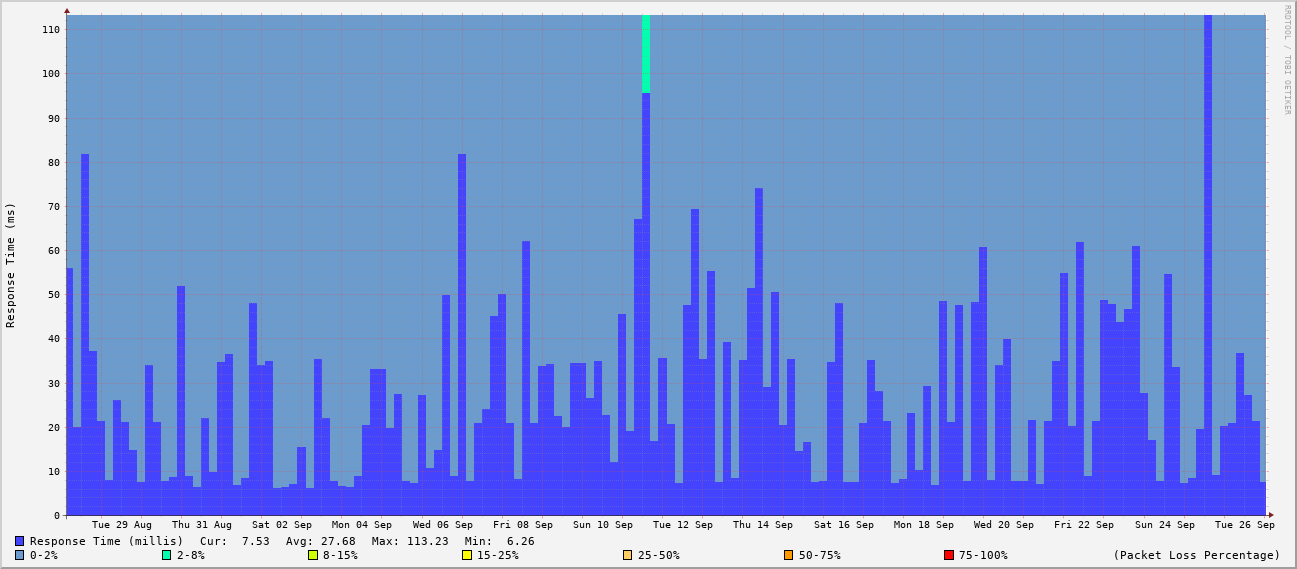 RRDTOOL / TOBI OETIKER
Response Time (ms)
110
100
90
80
70
60
50
40
30
20
10
0
Tue 29 Aug Thu 31 Aug Sat 02 Sep Mon 04 Sep Wed 06 Sep Fri 08 Sep Sun 10 Sep Tue 12 Sep Thu 14 Sep Sat 16 Sep Mon 18 Sep Wed 20 Sep Fri 22 Sep Sun 24 Sep Tue 26 Sep
Response Time (millis) Cur: 7.53 Avg: 27.68 Max: 113.23 Min: 6.26
0-2% 2-8% 8-15% 15-25% 25-50% 50-75% 75-100% (Packet Loss Percentage)